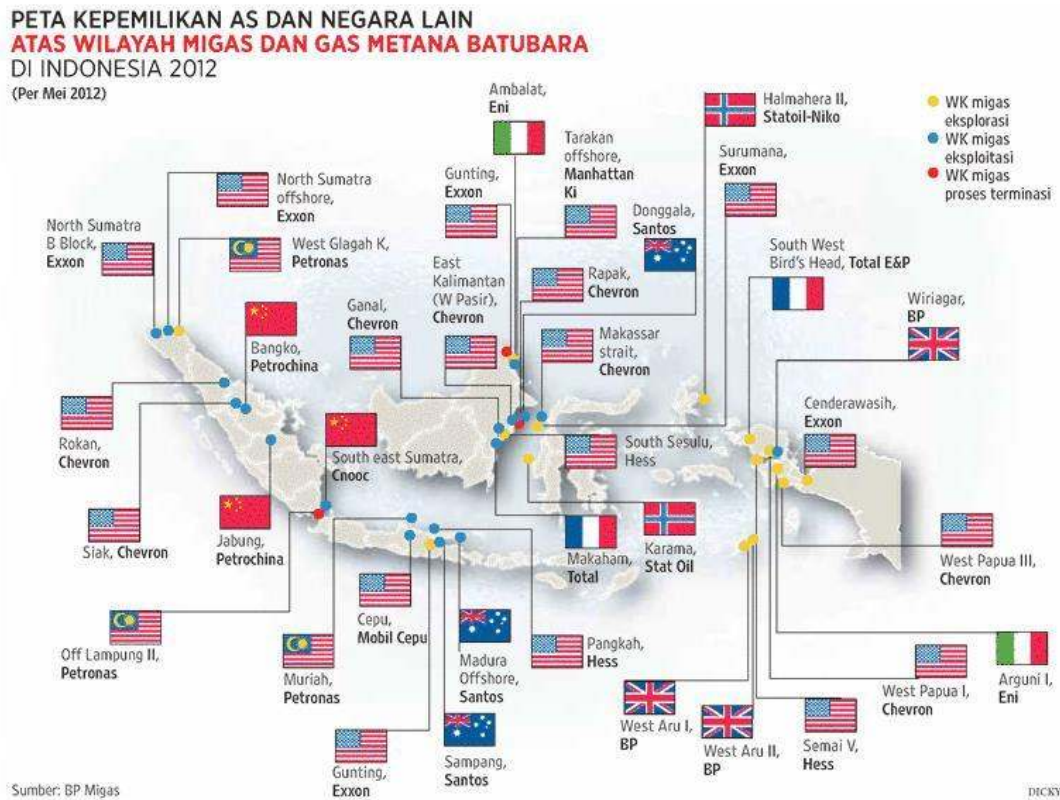 PETA KEPEMILIKAN AS DAN NEGARA LAIN
ATAS WILAYAH MIGAS DAN GAS METANA BATUBARA
DI INDONESIA 2012
(Per Mei 2012)
Ambalat,
Eni
Halmahera II,
Statoil-Niko
WK migas
eksplorasi
WK migas
eksploitasi
WK migas
proses terminasi
Tarakan
offshore,
Manhattan
Ki
Surumana,
Exxon
Gunting,
Exxon
North Sumatra
offshore,
Exxon
Donggala,
Santos
North Sumatra
B Block,
Exxon
West Glagah K,
Petronas
South West
Bird's Head, Total E&P
East
Kalimantan
(W Pasir),
Chevron
Rapak,
Chevron
Wiriagar,
BP
Ganal,
Chevron
Bangko,
Petrochina
Makassar
strait,
Chevron
Cenderawasih,
Exxon
Rokan,
Chevron
South east Sumatra,
Cnooc
South Sesulu,
Hess
Siak, Chevron
Jabung,
Petrochina
Makaham,
Total
Karama,
Stat Oil
West Papua III,
Chevron
Cepu,
Mobil Cepu
Off Lampung II,
Petronas
Muriah,
Petronas
Madura
Offshore,
Santos
Pangkah,
Hess
West Papua I,
Chevron
Arguni I,
Eni
West Aru I,
BP
West Aru II,
BP
Semai V,
Hess
Gunting,
Exxon
Sampang,
Santos
Sumber: BP Migas
DICKY